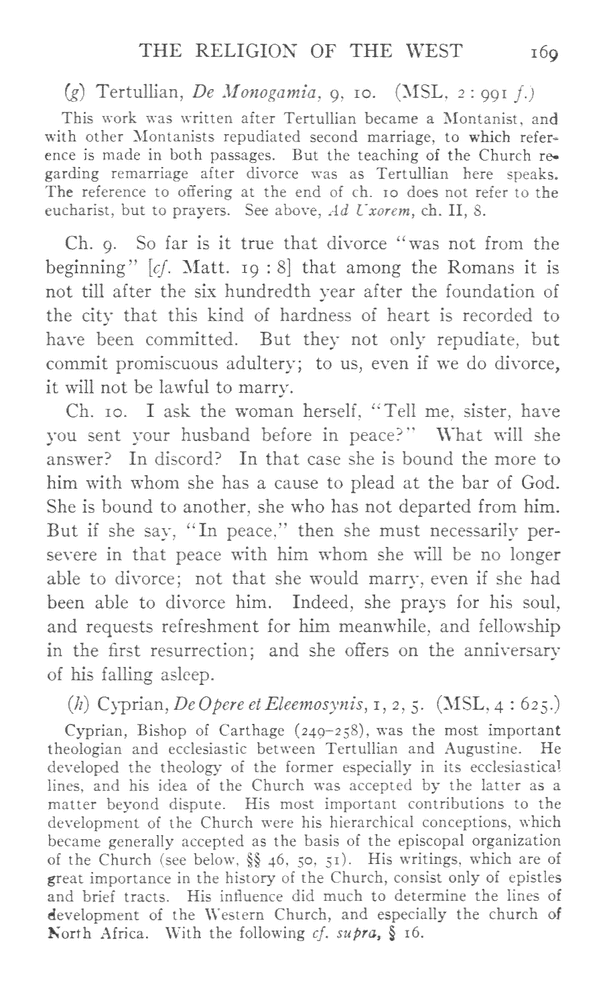 THE RELIGION OF THE WEST 169
(g) Tertullian, De Monogamia, 9, 10. (MSL, 2 : 991 f.)
This work was written after Tertullian became a Montanist, and
with other Montanists repudiated second marriage, to which refer-
ence is made in both passages. But the teaching of the Church re-
garding remarriage after divorce was as Tertullian here speaks.
The reference to offering at the end of ch. 10 does not refer to the
eucharist, but to prayers. See above, Ad Uxorem, ch. II, 8.
Ch. 9. So far is it true that divorce “was not from the
beginning” [cf. Matt. 19 : 8] that among the Romans it is
not till after the six hundredth year after the foundation of
the city that this kind of hardness of heart is recorded to
have been committed. But they not only repudiate, but
commit promiscuous adultery; to us, even if we do divorce,
it will not be lawful to marry.
Ch. 10. I ask the woman herself, “Tell me, sister, have
you sent your husband before in peace?” What will she
answer? In discord? In that case she is bound the more to
him with whom she has a cause to plead at the bar of God.
She is bound to another, she who has not departed from him.
But if she say, “In peace,” then she must necessarily per-
severe in that peace with him whom she will be no longer
able to divorce; not that she would marry, even if she had
been able to divorce him. Indeed, she prays for his soul,
and requests refreshment for him meanwhile, and fellowship
in the first resurrection; and she offers on the anniversary
of his falling asleep.
(h) Cyprian, De Opere et Eleemosynis, 1, 2, 5. (MSL, 4 : 625.)
Cyprian, Bishop of Carthage (249–258), was the most important
theologian and ecclesiastic between Tertullian and Augustine. He
developed the theology of the former especially in its ecclesiastical
lines, and his idea of the Church was accepted by the latter as a
matter beyond dispute. His most important contributions to the
development of the Church were his hierarchical conceptions, which
became generally accepted as the basis of the episcopal organization
of the Church (see below, §§ 46, 50, 51). His writings, which are of
great importance in the history of the Church, consist only of epistles
and brief tracts. His influence did much to determine the lines of
development of the Western Church, and especially the church of
North Africa. With the following cf. supra, § 16.